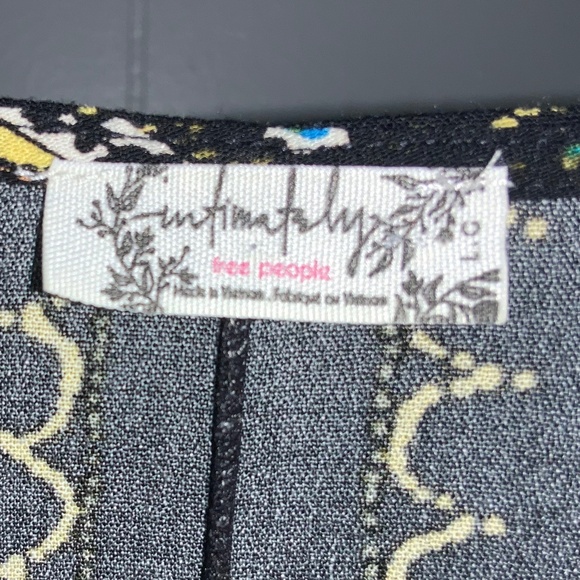 intimately
free people
Made in Vietnam . Fabriqué au Vietnam
L.C